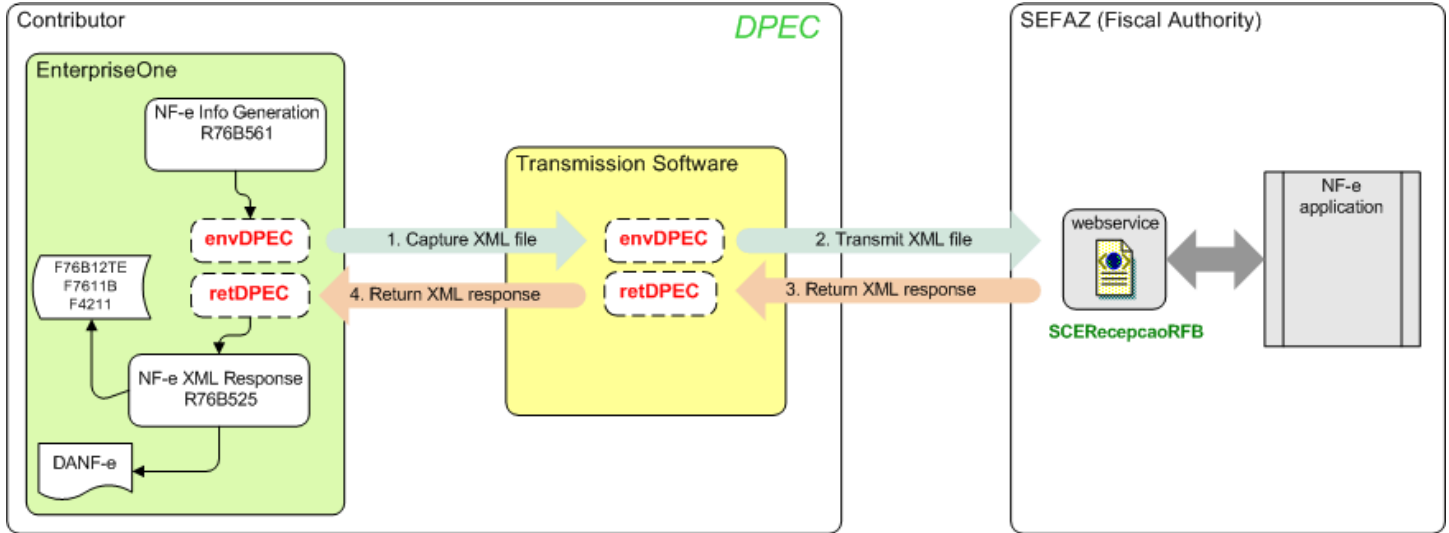 Contributor
DPEC
EnterpriseOne
NF-e Info Generation
R76B561
envDPEC
retDPEC
F76B12TE
F7611B
F4211
NF-e XML Response
R76B525
DANF-e
1. Capture XML file
4. Return XML response
Transmission Software
envDPEC
retDPEC
2. Transmit XML file
3. Return XML response
SEFAZ (Fiscal Authority)
webservice
SCERecepcaoRFB
NF-e
application